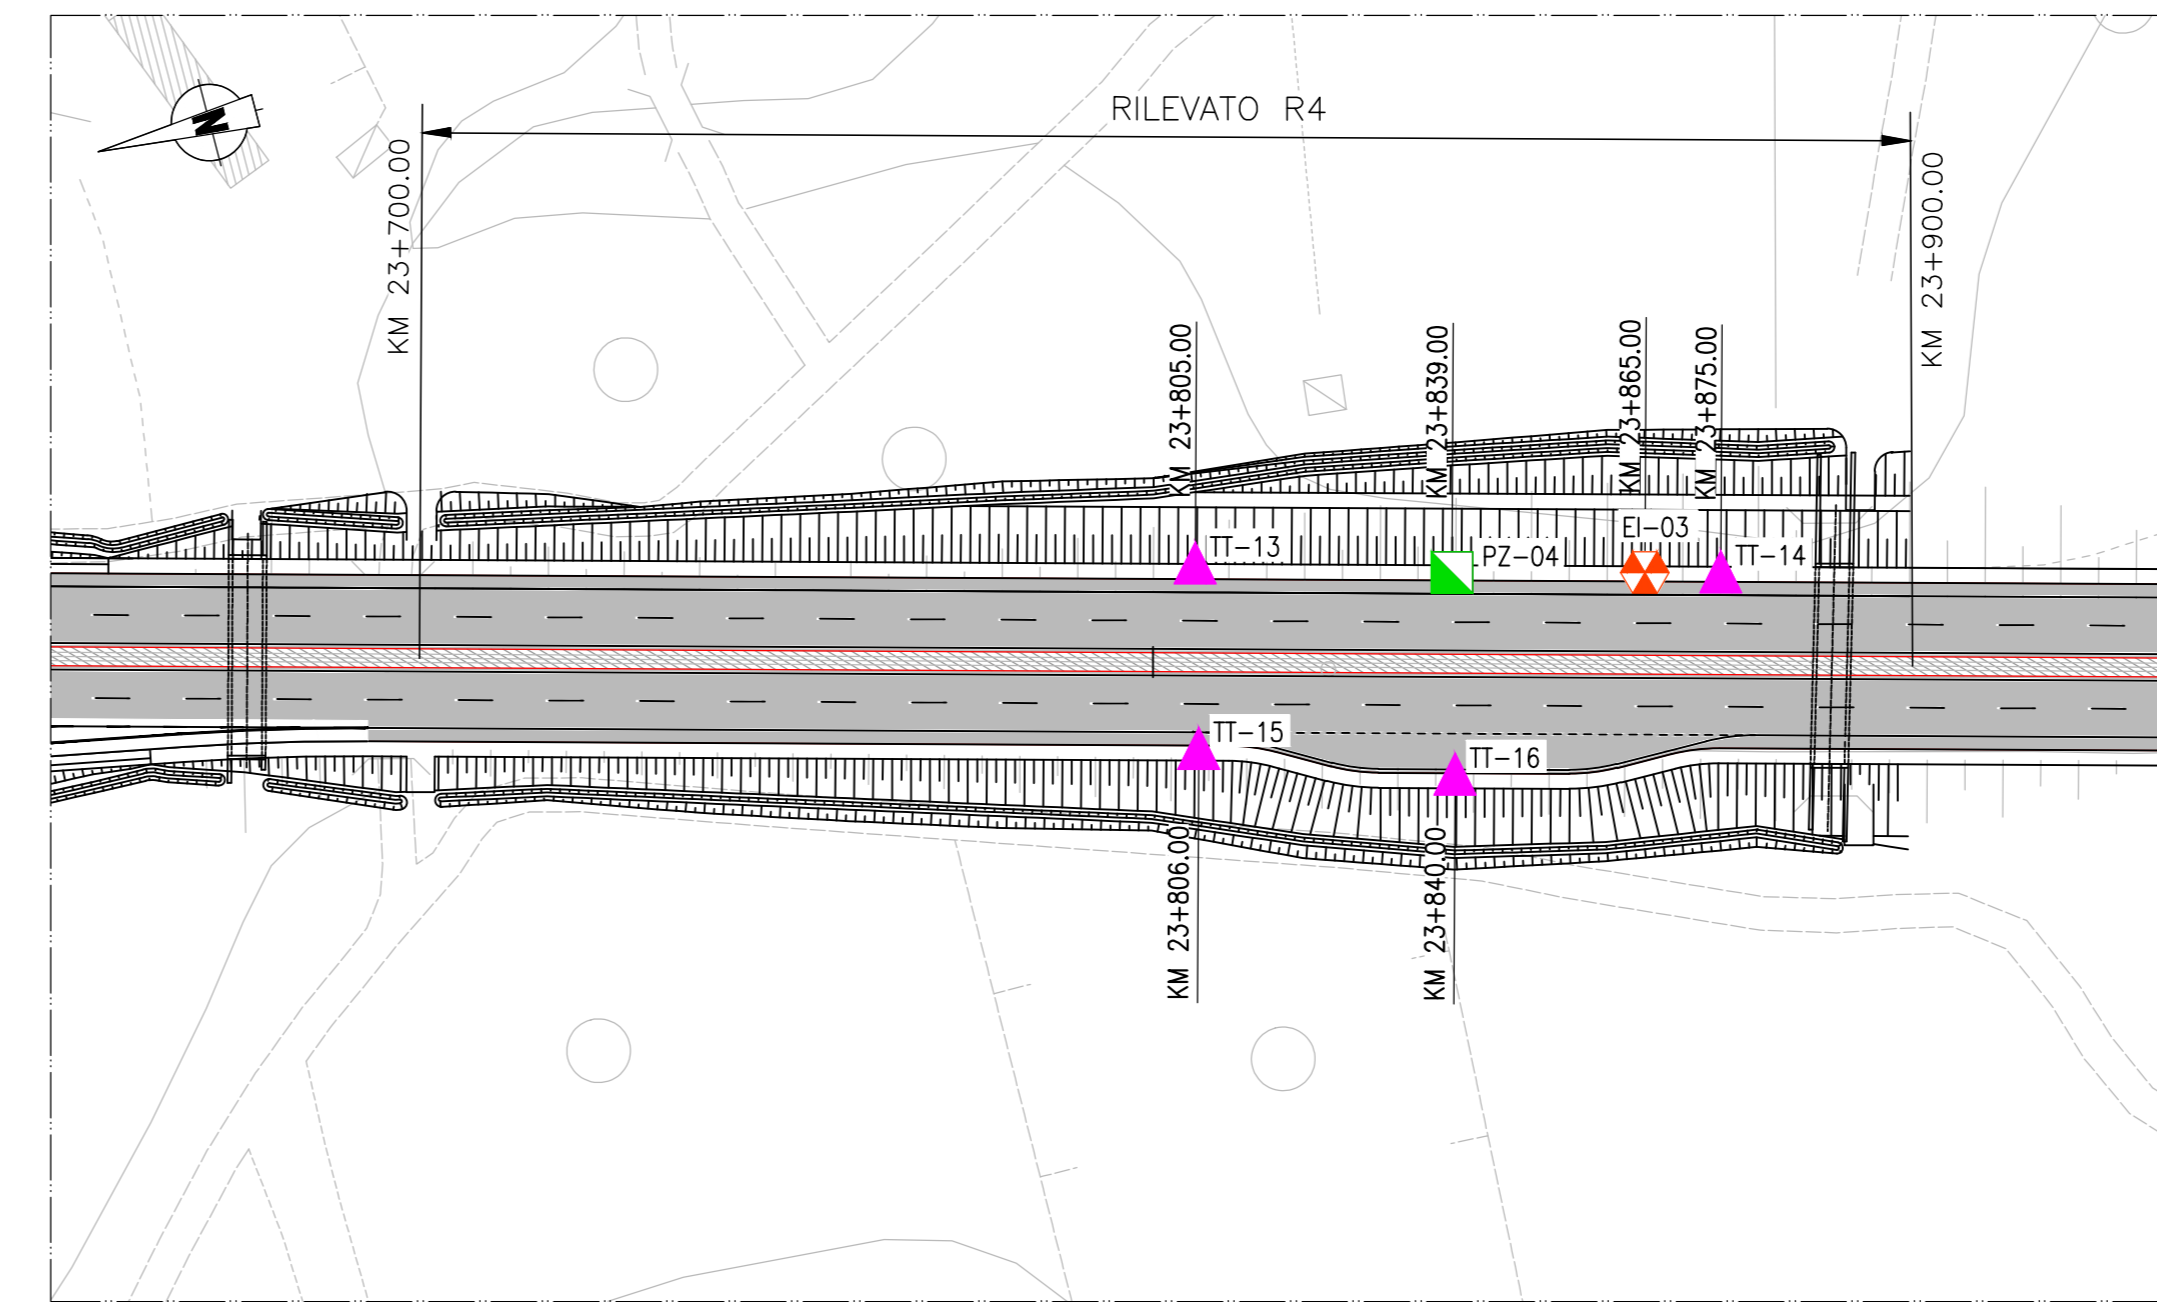 RILEVATO R4
N
KM 23+700.00
KM 23+900.00
KM 23+805.00
KM 23+839.00
KM 23+865.00
KM 23+875.00
TT-13
PZ-04
EI-03
TT-14
TT-15
TT-16
KM 23+806.00
KM 23+840.00